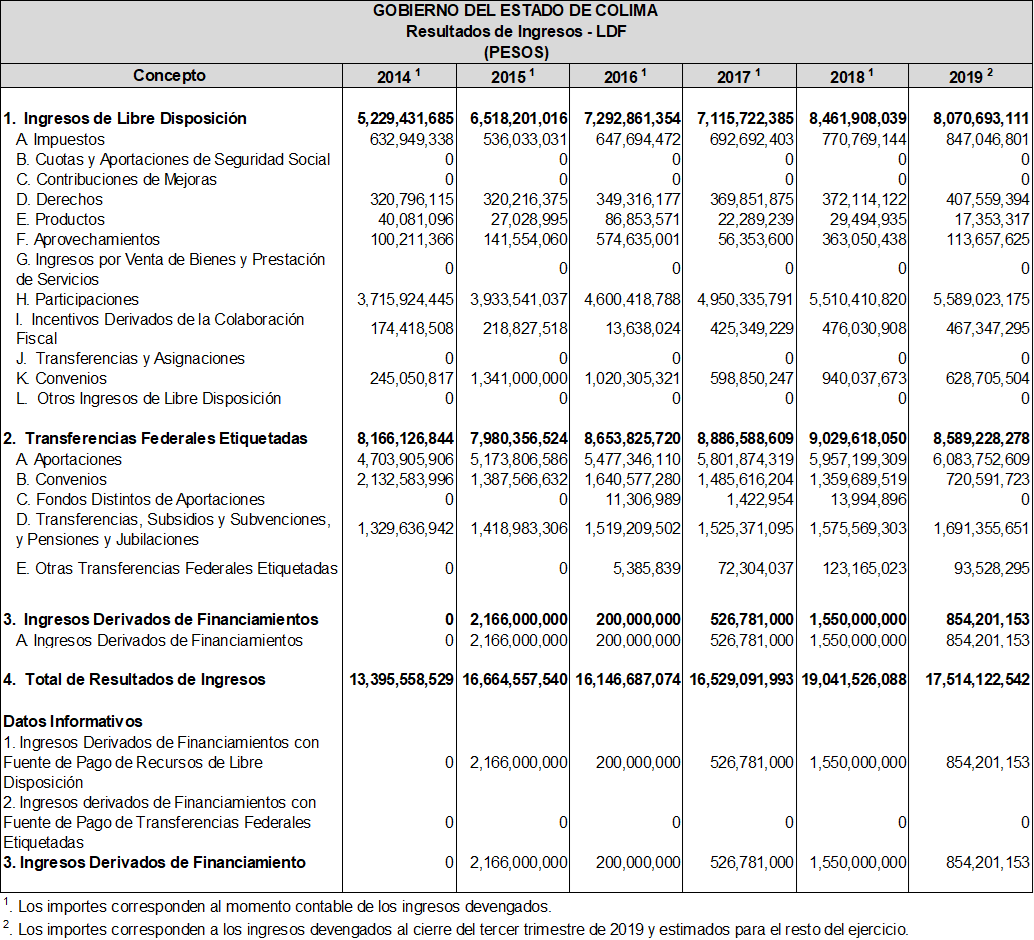 GOBIERNO DEL ESTADO DE COLIMA
Resultados de Ingresos - LDF
(PESOS)
Concepto 2014 ¹ 2015 ¹ 2016 ¹ 2017 ¹ 2018 ¹ 2019 ²
1. Ingresos de Libre Disposición 5,229,431,685 6,518,201,016 7,292,861,354 7,115,722,385 8,461,908,039 8,070,693,111
A. Impuestos 632,949,338 536,033,031 647,694,472 692,692,403 770,769,144 847,046,801
B. Cuotas y Aportaciones de Seguridad Social 0 0 0 0 0 0
C. Contribuciones de Mejoras 0 0 0 0 0 0
D. Derechos 320,796,115 320,216,375 349,316,177 369,851,875 372,114,122 407,559,394
E. Productos 40,081,096 27,028,995 86,853,571 22,289,239 29,494,935 17,353,317
F. Aprovechamientos 100,211,366 141,554,060 574,635,001 56,353,600 363,050,438 113,657,625
G. Ingresos por Venta de Bienes y Prestación
de Servicios 0 0 0 0 0 0
H. Participaciones 3,715,924,445 3,933,541,037 4,600,418,788 4,950,335,791 5,510,410,820 5,589,023,175
I. Incentivos Derivados de la Colaboración
Fiscal 174,418,508 218,827,518 13,638,024 425,349,229 476,030,908 467,347,295
J. Transferencias y Asignaciones 0 0 0 0 0 0
K. Convenios 245,050,817 1,341,000,000 1,020,305,321 598,850,247 940,037,673 628,705,504
L. Otros Ingresos de Libre Disposición 0 0 0 0 0 0
2. Transferencias Federales Etiquetadas 8,166,126,844 7,980,356,524 8,653,825,720 8,886,588,609 9,029,618,050 8,589,228,278
A. Aportaciones 4,703,905,906 5,173,806,586 5,477,346,110 5,801,874,319 5,957,199,309 6,083,752,609
B. Convenios 2,132,583,996 1,387,566,632 1,640,577,280 1,485,616,204 1,359,689,519 720,591,723
C. Fondos Distintos de Aportaciones 0 0 11,306,989 1,422,954 13,994,896 0
D. Transferencias, Subsidios y Subvenciones,
y Pensiones y Jubilaciones 1,329,636,942 1,418,983,306 1,519,209,502 1,525,371,095 1,575,569,303 1,691,355,651
E. Otras Transferencias Federales Etiquetadas 0 0 5,385,839 72,304,037 123,165,023 93,528,295
3. Ingresos Derivados de Financiamientos 0 2,166,000,000 200,000,000 526,781,000 1,550,000,000 854,201,153
A. Ingresos Derivados de Financiamientos 0 2,166,000,000 200,000,000 526,781,000 1,550,000,000 854,201,153
4. Total de Resultados de Ingresos 13,395,558,529 16,664,557,540 16,146,687,074 16,529,091,993 19,041,526,088 17,514,122,542
Datos Informativos
1. Ingresos Derivados de Financiamientos con
Fuente de Pago de Recursos de Libre 0 2,166,000,000 200,000,000 526,781,000 1,550,000,000 854,201,153
Disposición
2. Ingresos derivados de Financiamientos con
Fuente de Pago de Transferencias Federales 0 0 0 0 0 0
Etiquetadas
3. Ingresos Derivados de Financiamiento 0 2,166,000,000 200,000,000 526,781,000 1,550,000,000 854,201,153
¹. Los importes corresponden al momento contable de los ingresos devengados.
². Los importes corresponden a los ingresos devengados al cierre del tercer trimestre de 2019 y estimados para el resto del ejercicio.